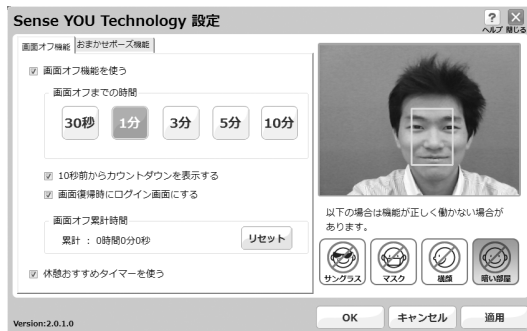 Sense YOU Technology 設定
?
ヘルプ 閉じる
画面オフ機能 おまかせポーズ機能
画面オフ機能を使う
画面オフまでの時間
30秒 1分 3分 5分 10分
10秒前からカウントダウンを表示する
画面復帰時にログイン画面にする
画面オフ累計時間
累計 : 0時間0分0秒 リセット
休憩おすすめタイマーを使う
以下の場合は機能が正しく働かない場合が
あります。
サングラス マスク 横顔 暗い部屋
Version:2.0.1.0
OK キャンセル 適用